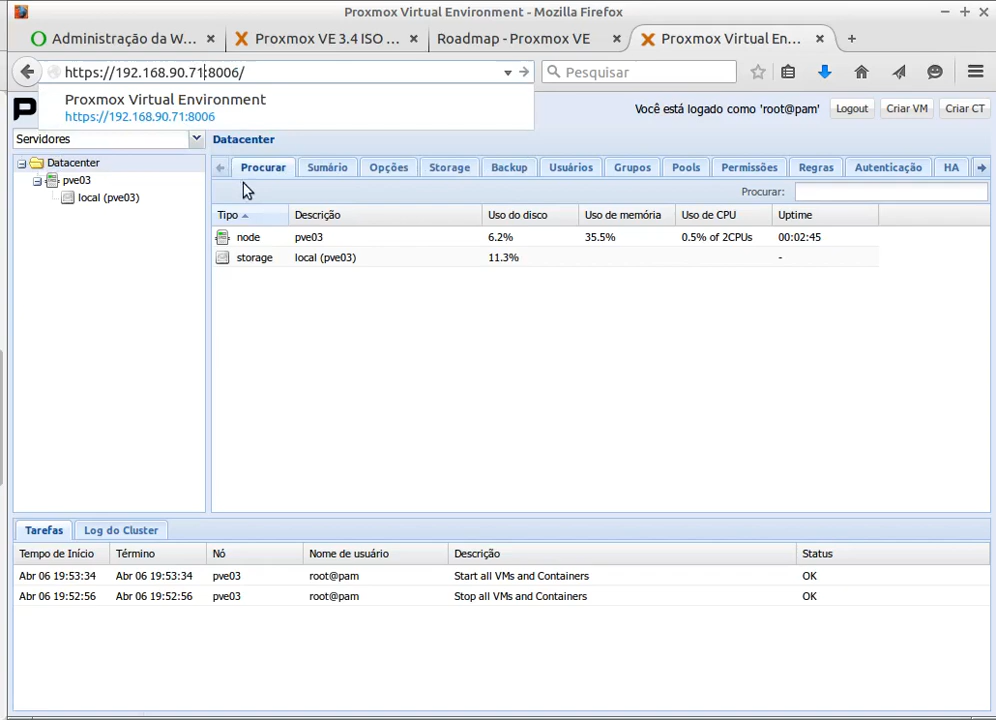 Proxmox Virtual Environment - Mozilla Firefox
Administração da W... Proxmox VE 3.4 ISO ... Roadmap - Proxmox VE Proxmox Virtual En...
https://192.168.90.71:8006/ Pesquisar
Proxmox Virtual Environment
https://192.168.90.71:8006
Você está logado como 'root@pam' Logout Criar VM Criar CT
Servidores Datacenter
Datacenter
pve03
local (pve03)
Procurar Sumário Opções Storage Backup Usuários Grupos Pools Permissões Regras Autenticação HA
Procurar:
Tipo Descrição Uso do disco Uso de memória Uso de CPU Uptime
node pve03 6.2% 35.5% 0.5% of 2CPUs 00:02:45
storage local (pve03) 11.3% -
Tarefas Log do Cluster
Tempo de Início Término Nó Nome de usuário Descrição Status
Abr 06 19:53:34 Abr 06 19:53:34 pve03 root@pam Start all VMs and Containers OK
Abr 06 19:52:56 Abr 06 19:52:56 pve03 root@pam Stop all VMs and Containers OK